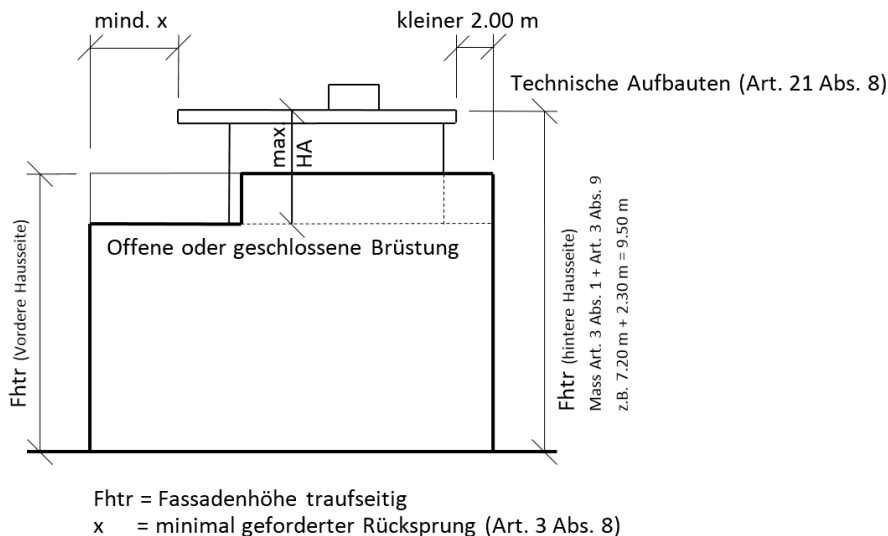 mind. x
kleiner 2.00 m
Technische Aufbauten (Art. 21 Abs. 8)
max.
HA
Offene oder geschlossene Brüstung
Fhtr (Vordere Hausseite)
Fhtr (hintere Hausseite)
Mass Art. 3 Abs. 1 + Art. 3 Abs. 9
z.B. 7.20 m + 2.30 m = 9.50 m
Fhtr = Fassadenhöhe traufseitig
x = minimal geforderter Rücksprung (Art. 3 Abs. 8)